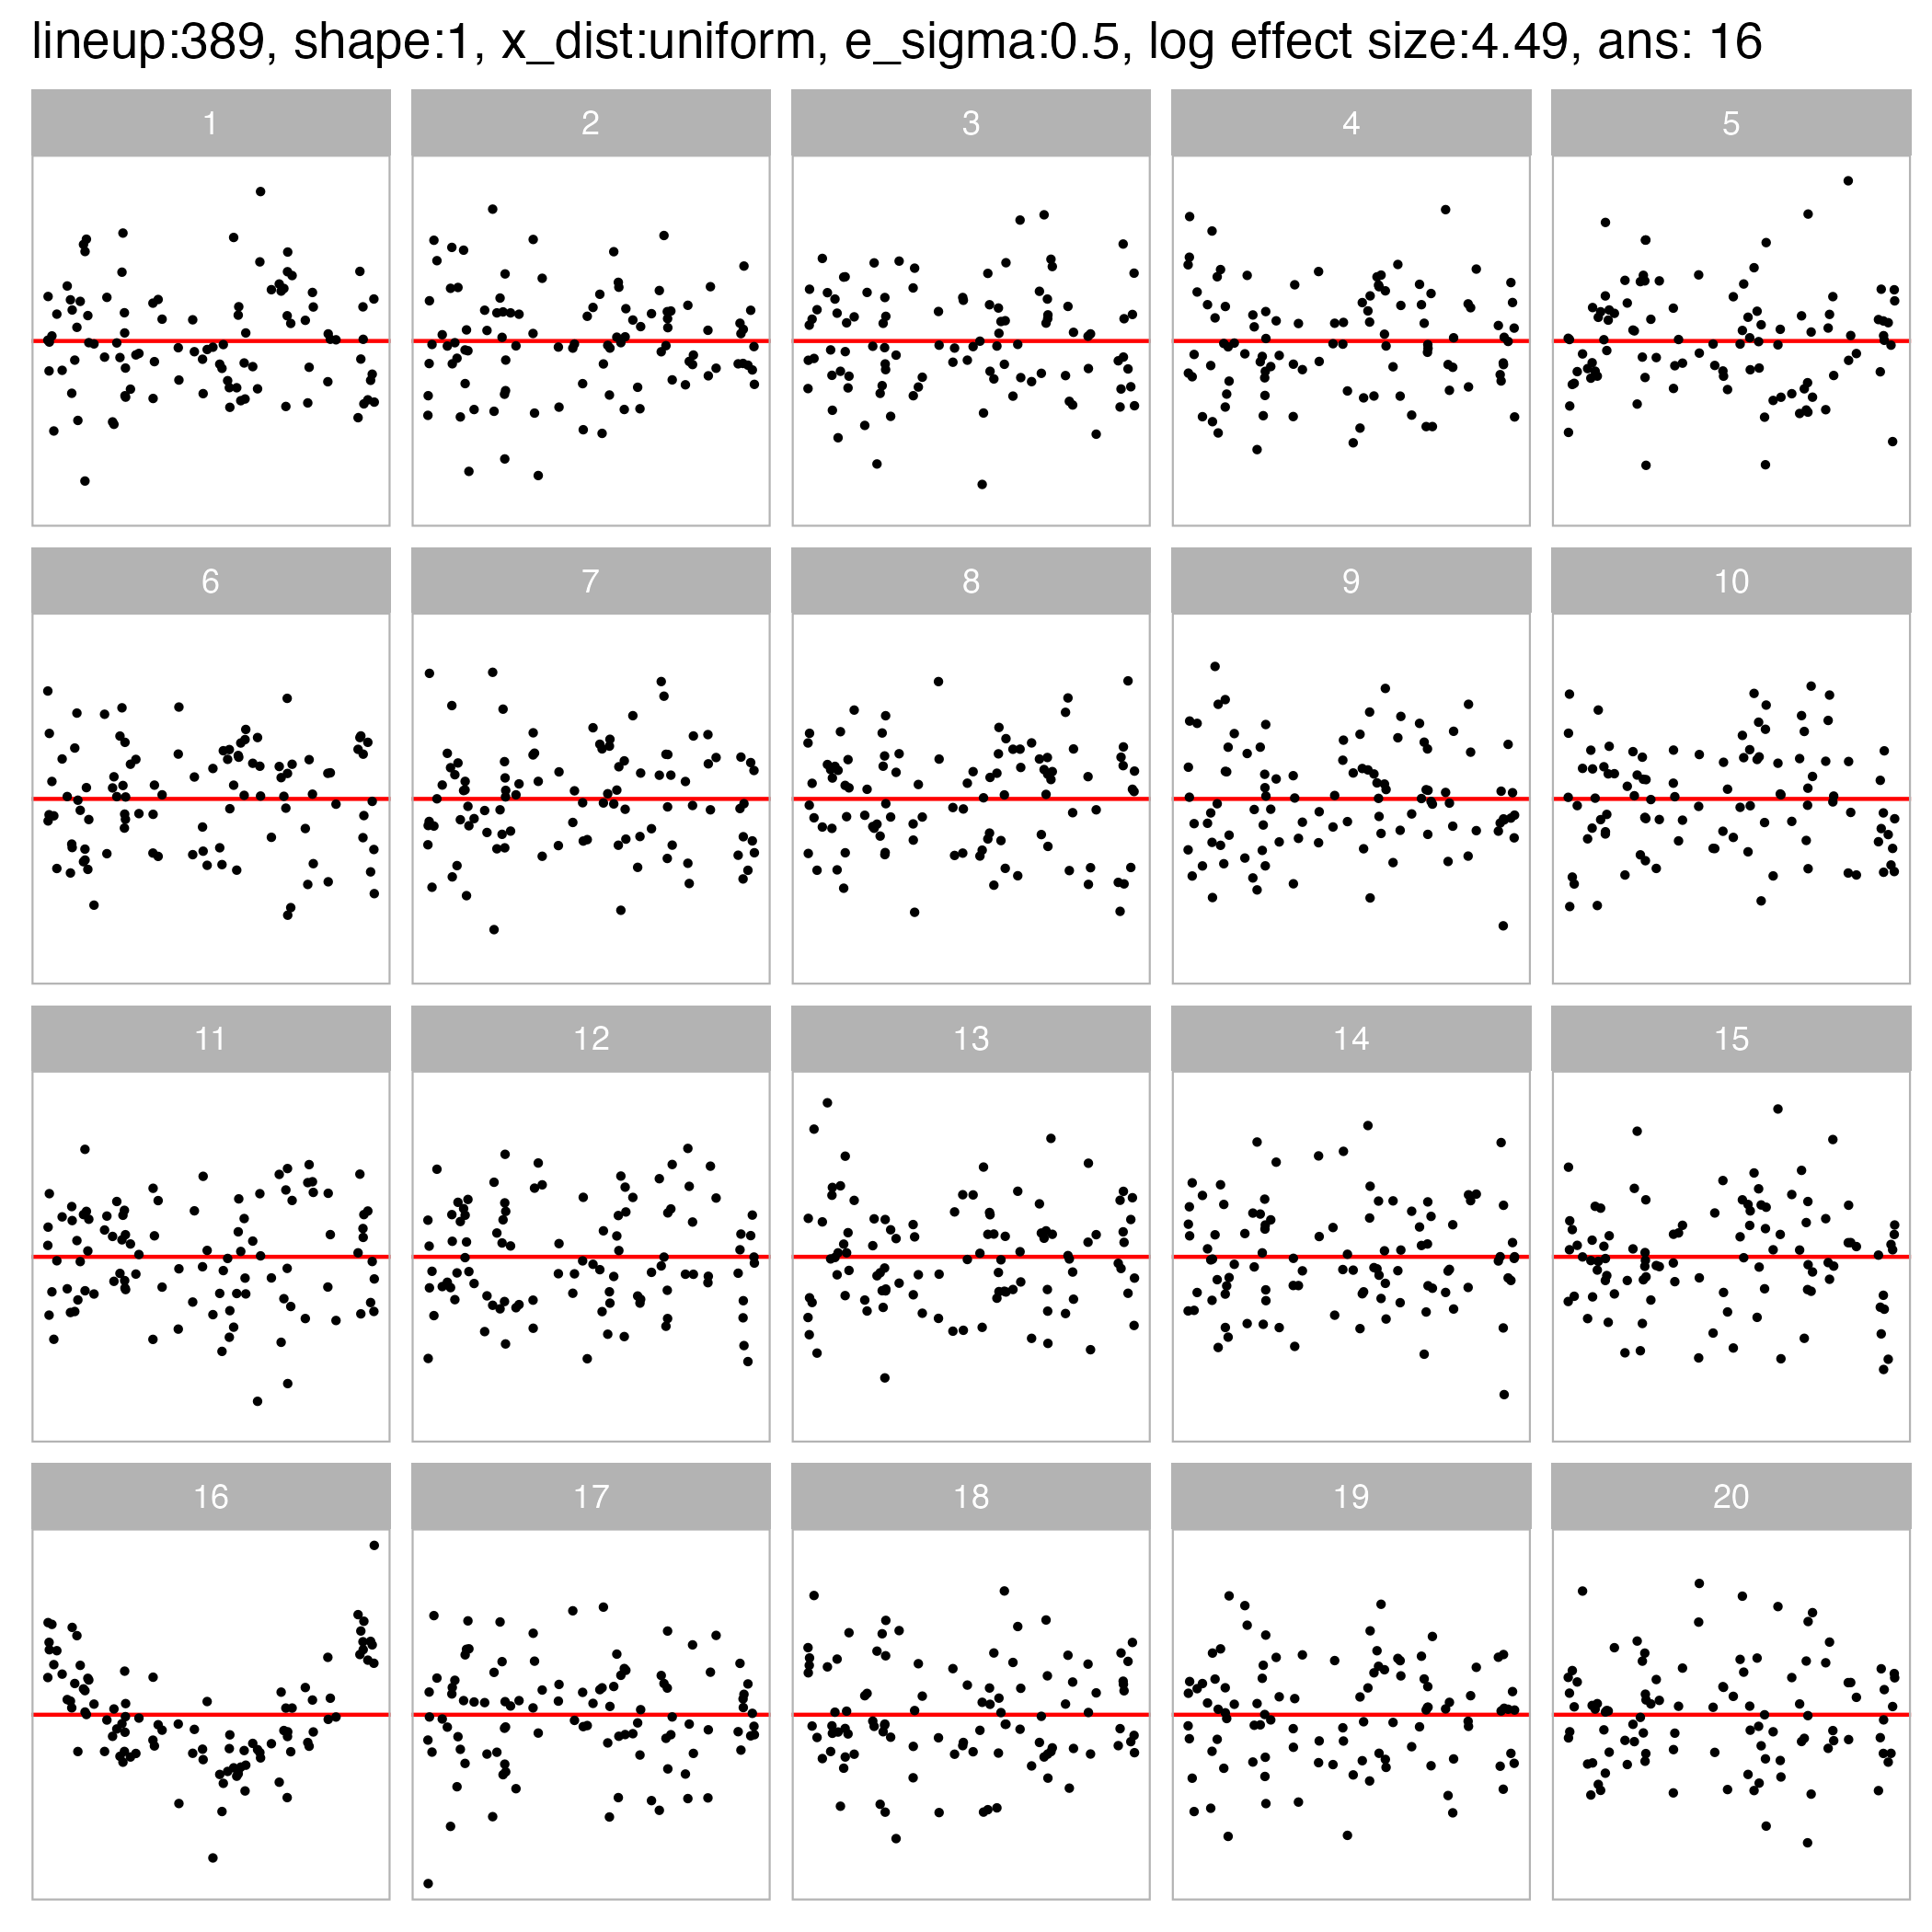 lineup:389, shape:1, x_dist:uniform, e_sigma:0.5, log effect size:4.49, ans: 16
1 2 3 4 5
6 7 8 9 10
11 12 13 14 15
16 17 18 19 20